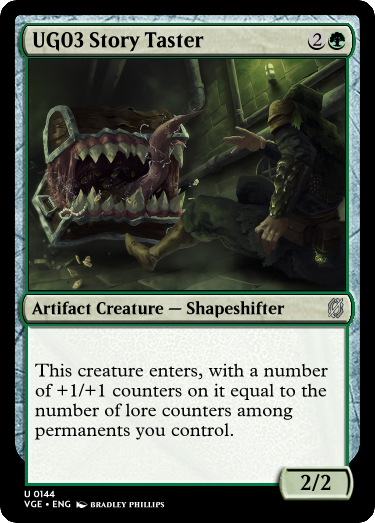 UG03 Story Taster 2
Artifact Creature — Shapeshifter
This creature enters, with a number
of +1/+1 counters on it equal to the
number of lore counters among
permanents you control.
2/2
U 0144
VGE • ENG BRADLEY PHILLIPS